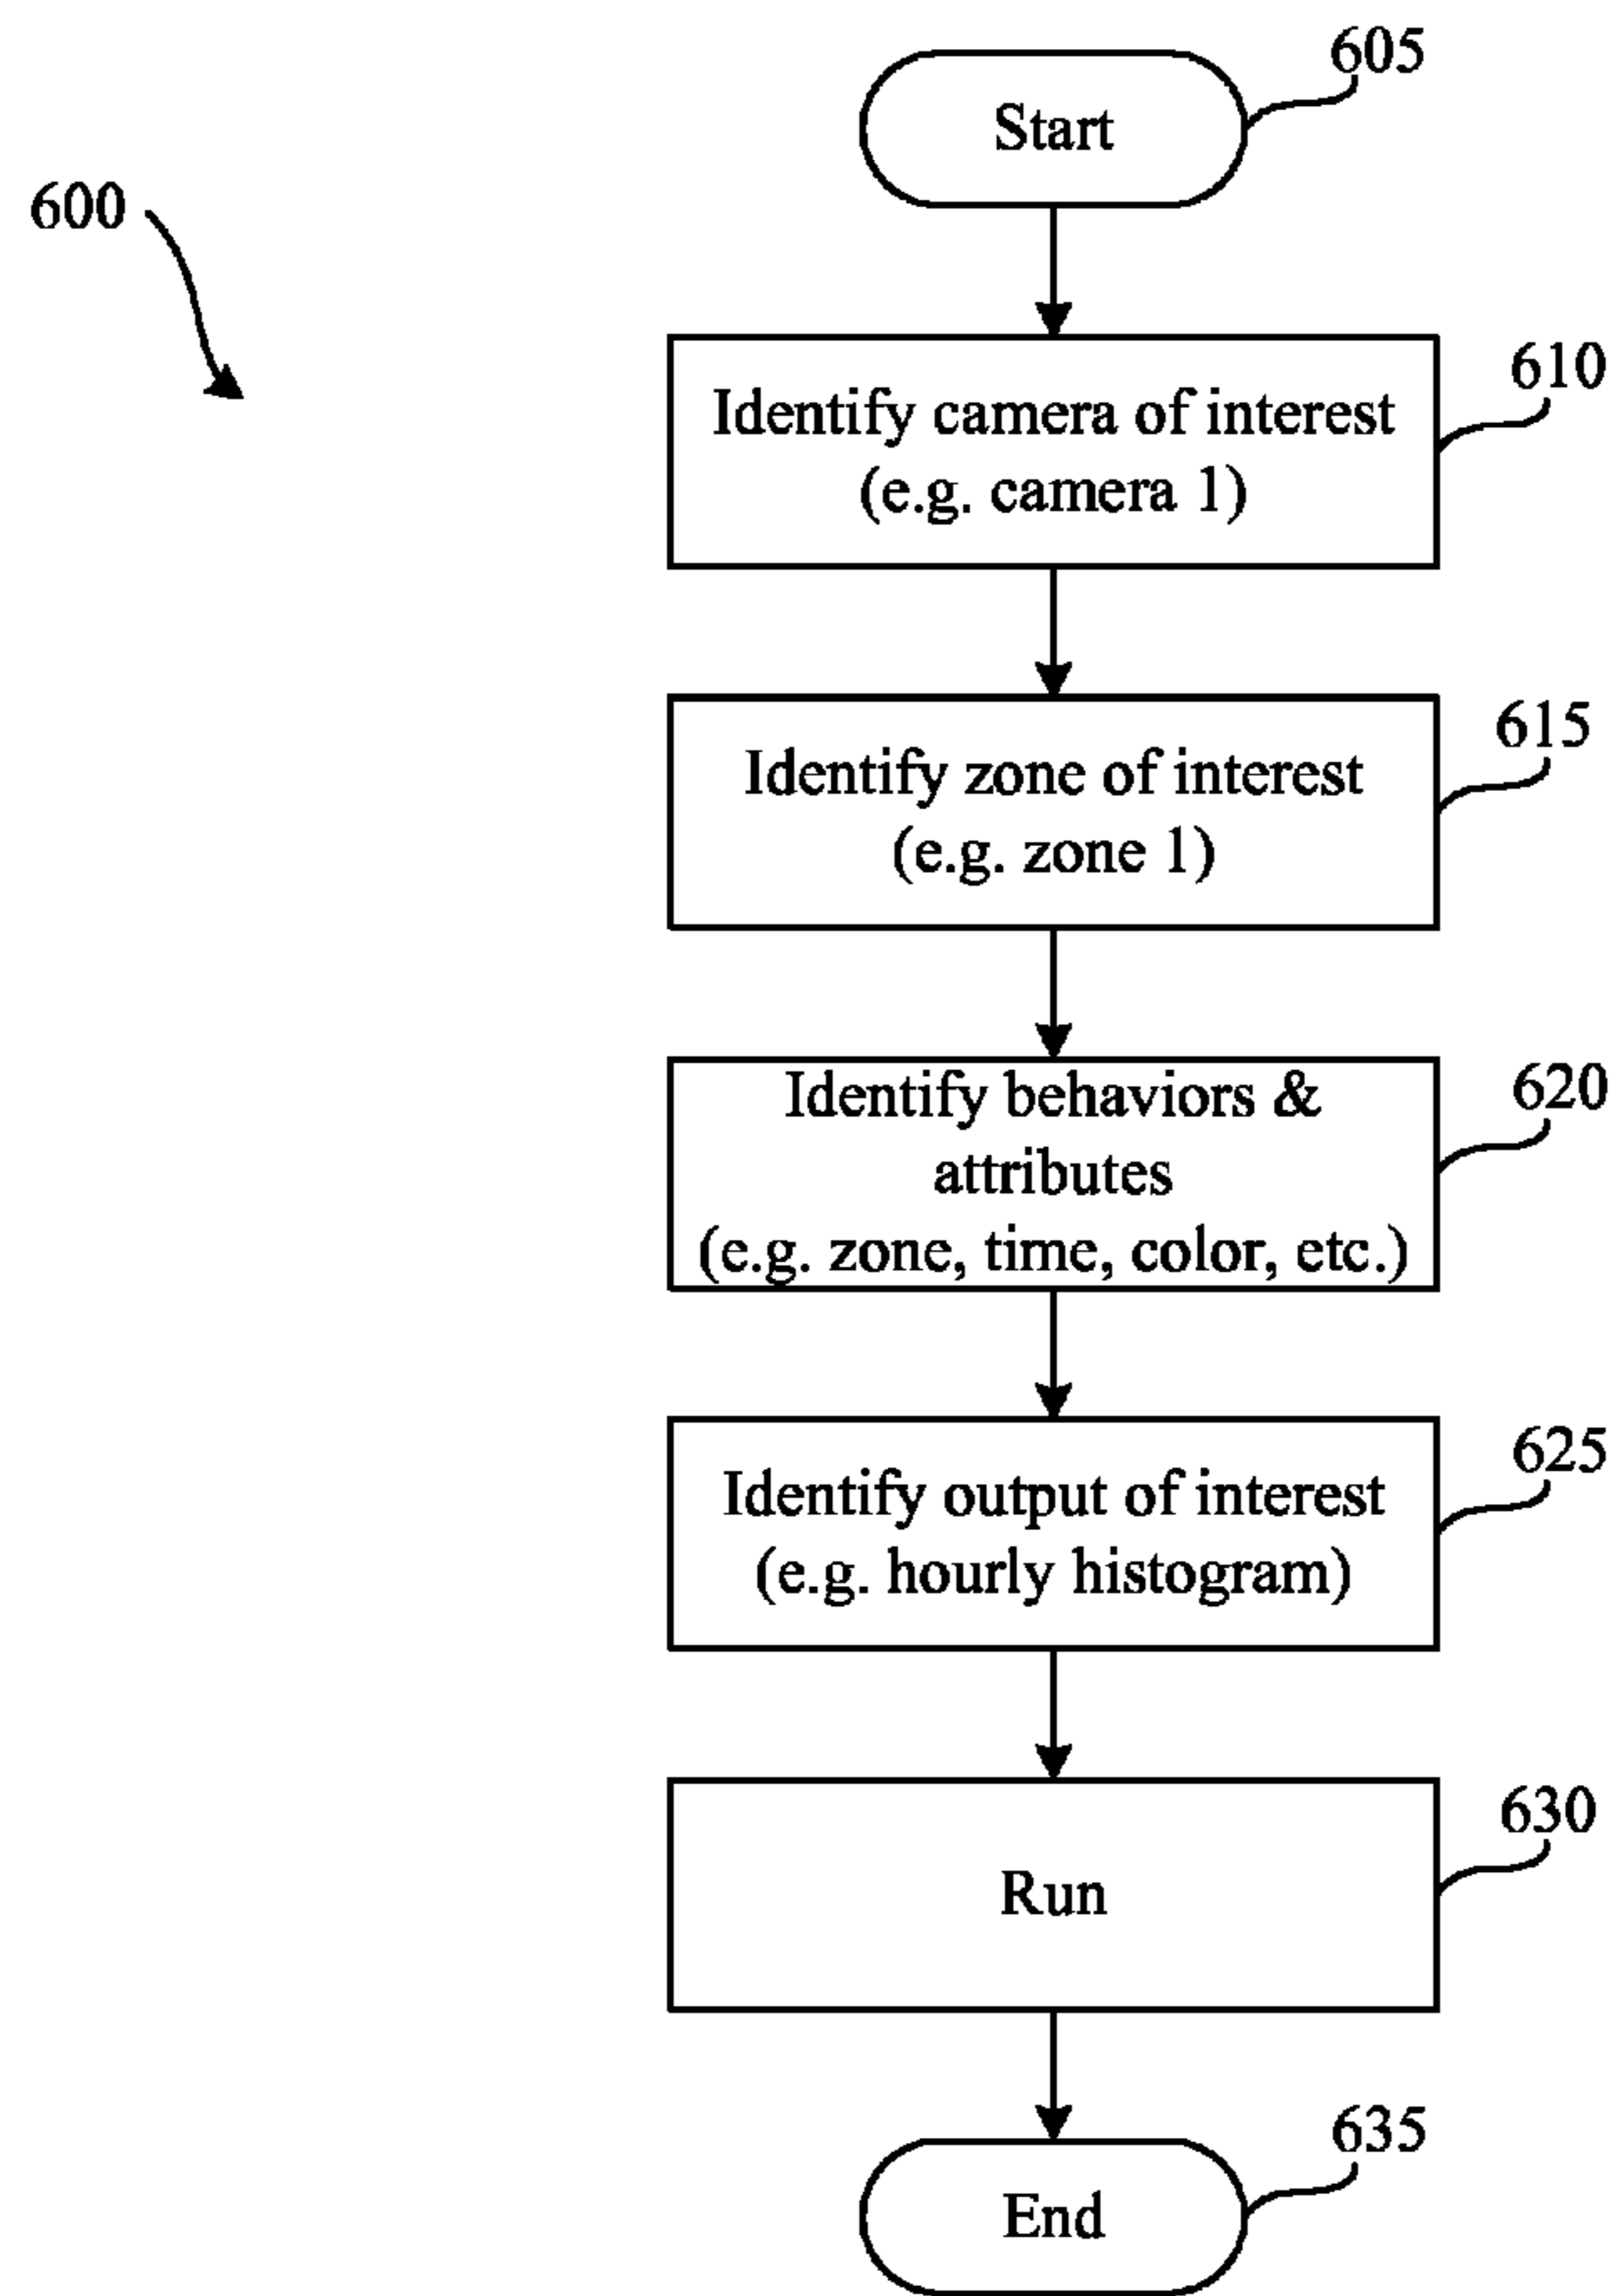 605
Start
600
610
Identify camera of interest
(e.g. camera 1)
615
Identify zone of interest
(e.g. zone 1)
620
Identify behaviors &
attributes
(e.g. zone, time, color, etc.)
625
Identify output of interest
(e.g. hourly histogram)
630
Run
635
End